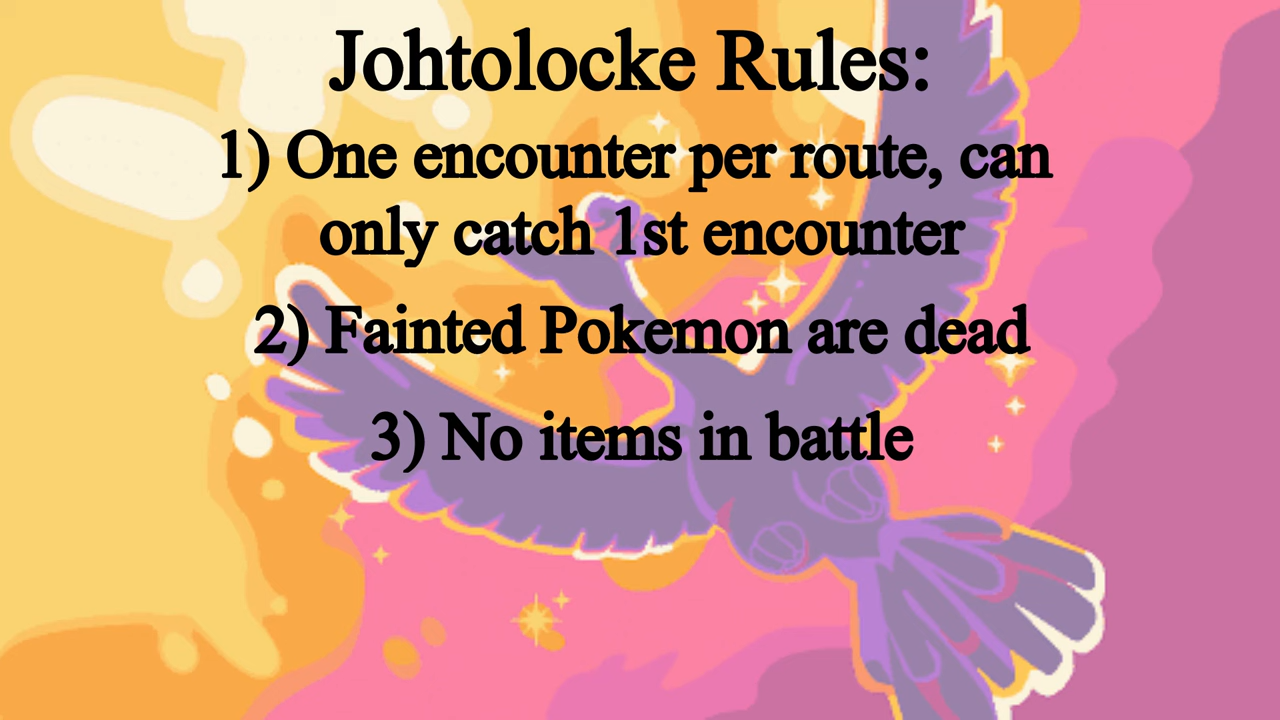 Johtolocke Rules:
1) One encounter per route, can
only catch 1st encounter
2) Fainted Pokemon are dead
3) No items in battle